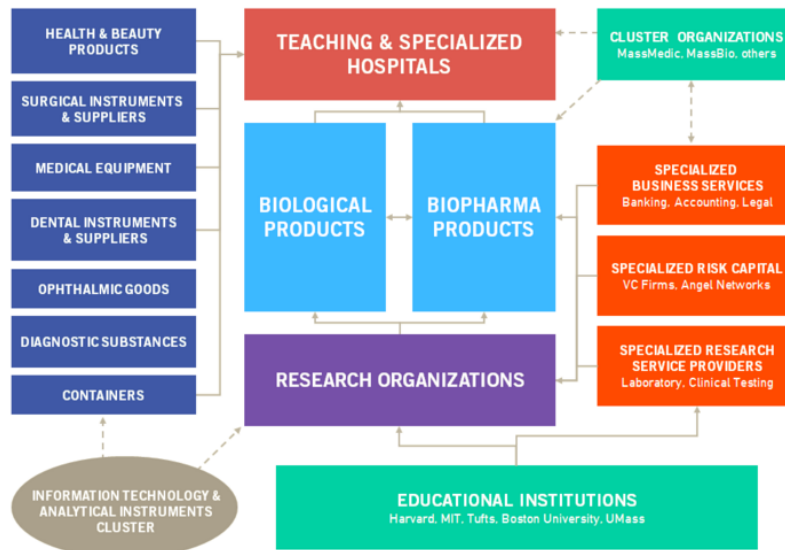 HEALTH & BEAUTY
PRODUCTS
SURGICAL INSTRUMENTS
& SUPPLIERS
MEDICAL EQUIPMENT
DENTAL INSTRUMENTS
& SUPPLIERS
OPHTHALMIC GOODS
DIAGNOSTIC SUBSTANCES
CONTAINERS
INFORMATION TECHNOLOGY &
ANALYTICAL INSTRUMENTS
CLUSTER
TEACHING & SPECIALIZED
HOSPITALS
BIOLOGICAL
PRODUCTS
BIOPHARMA
PRODUCTS
RESEARCH ORGANIZATIONS
EDUCATIONAL INSTITUTIONS
Harvard, MIT, Tufts, Boston University, UMass
CLUSTER ORGANIZATIONS
MassMedic, MassBio, others
SPECIALIZED
BUSINESS SERVICES
Banking, Accounting, Legal
SPECIALIZED RISK CAPITAL
VC Firms, Angel Networks
SPECIALIZED RESEARCH
SERVICE PROVIDERS
Laboratory, Clinical Testing